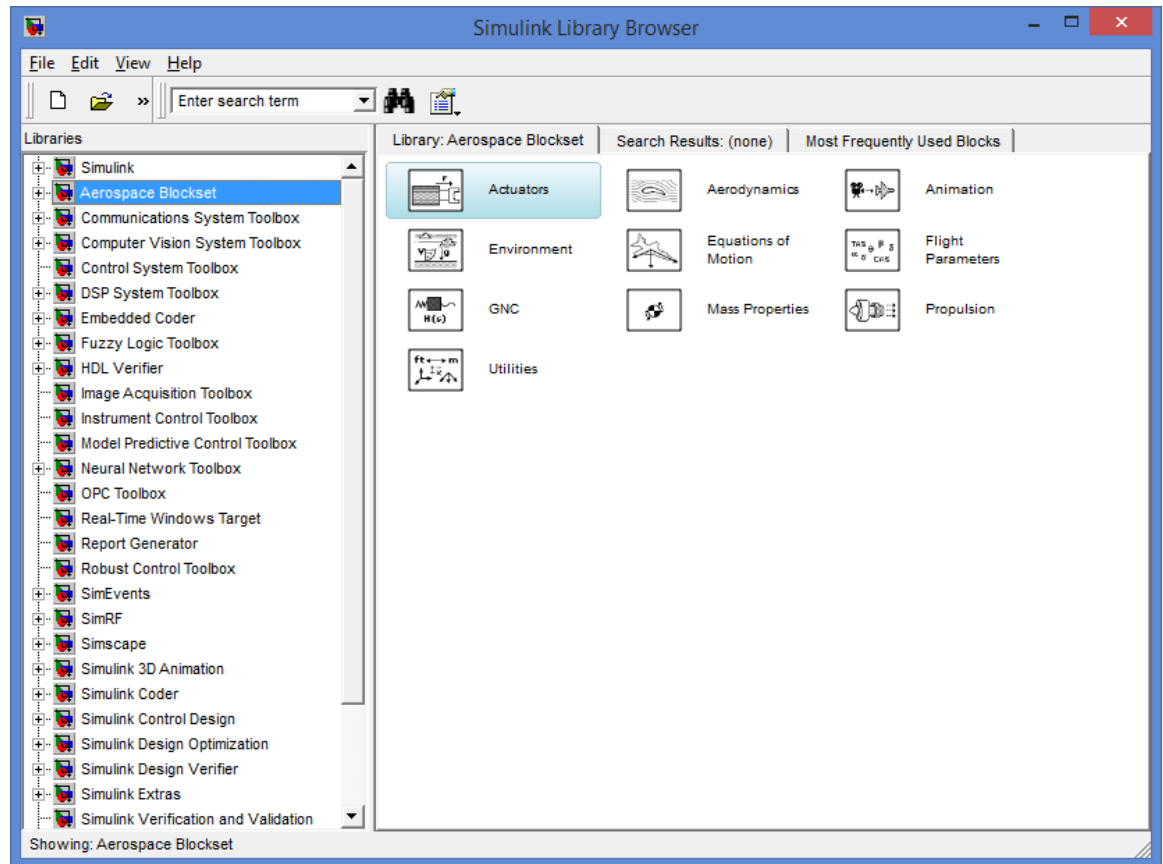 Simulink Library Browser
File Edit View Help
» Enter search term
Libraries
Library: Aerospace Blockset Search Results: (none) Most Frequently Used Blocks
Simulink
Aerospace Blockset
Communications System Toolbox
Computer Vision System Toolbox
Control System Toolbox
DSP System Toolbox
Embedded Coder
Fuzzy Logic Toolbox
HDL Verifier
Image Acquisition Toolbox
Instrument Control Toolbox
Model Predictive Control Toolbox
Neural Network Toolbox
OPC Toolbox
Real-Time Windows Target
Report Generator
Robust Control Toolbox
SimEvents
SimRF
Simscape
Simulink 3D Animation
Simulink Coder
Simulink Control Design
Simulink Design Optimization
Simulink Design Verifier
Simulink Extras
Simulink Verification and Validation
F
Actuators
Aerodynamics
Animation
Environment
Equations of
Motion
TAS
CAS
Flight
Parameters
H(s)
GNC
Mass Properties
Propulsion
ft m
Utilities
Showing: Aerospace Blockset